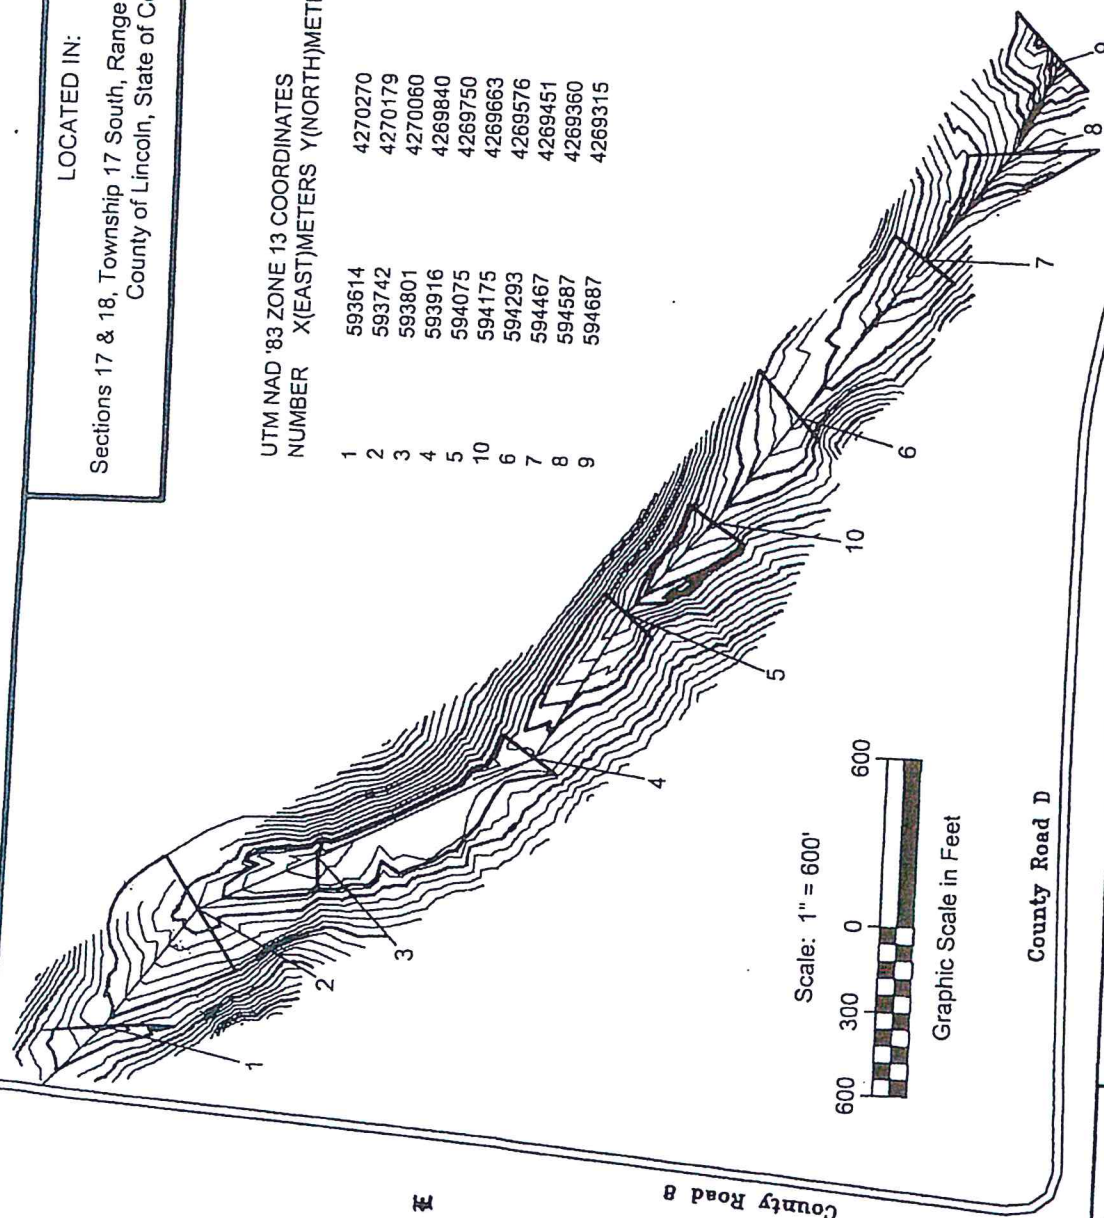 LOCATED IN:
Sections 17 & 18, Township 17 South, Range
County of Lincoln, State of
UTM NAD '83 ZONE 13 COORDINATES
NUMBER X(EAST)METERS Y(NORTH)METE
1 593614 4270270
2 593742 4270179
3 593801 4270060
4 593916 4269840
5 594075 4269750
10 594175 4269663
6 594293 4269576
7 594467 4269451
8 594587 4269360
9 594687 4269315
1
2
3
4
5
10
6
7
8
9
Scale: 1" = 600'
600 300 0 600
Graphic Scale in Feet
County Road D
County Road 8